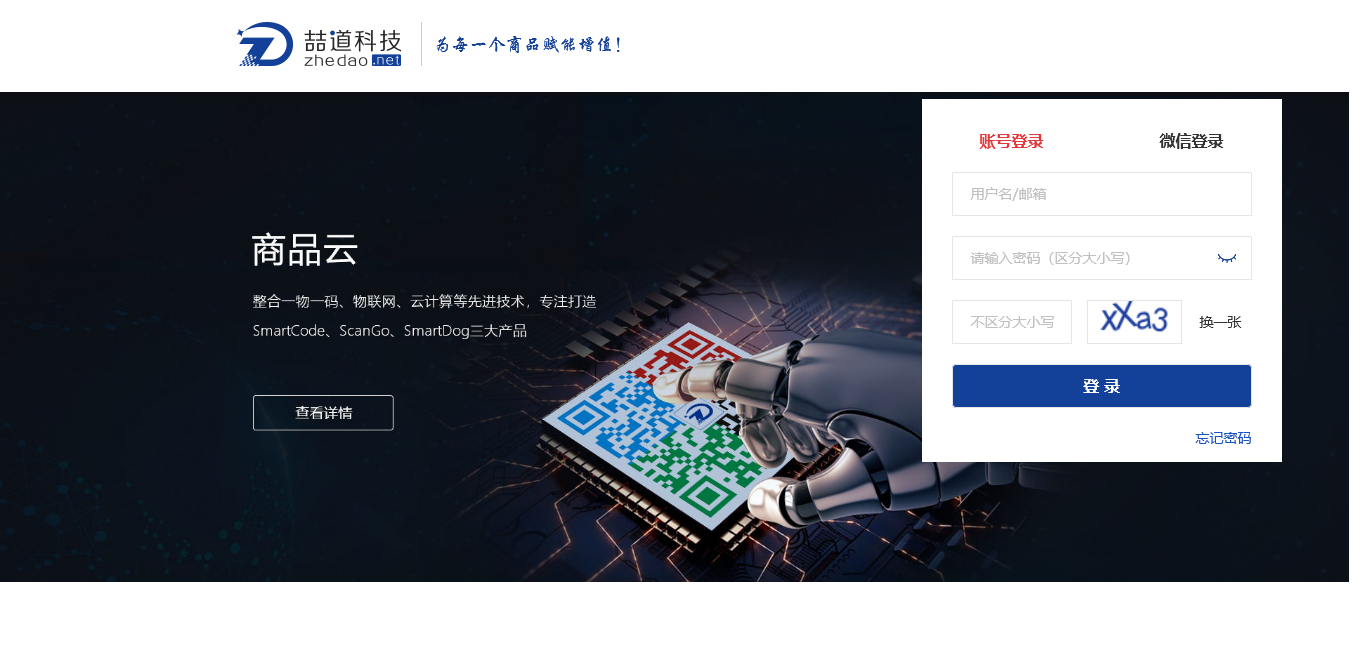 喆道科技
zhedao.net
为每一个商品赋能增值!
账号登录
微信登录
用户名/邮箱
请输入密码（区分大小写）
不区分大小写
xXa3
换一张
登 录
忘记密码
商品云
整合一物一码、物联网、云计算等先进技术，专注打造
SmartCode、ScanGo、SmartDog三大产品
查看详情